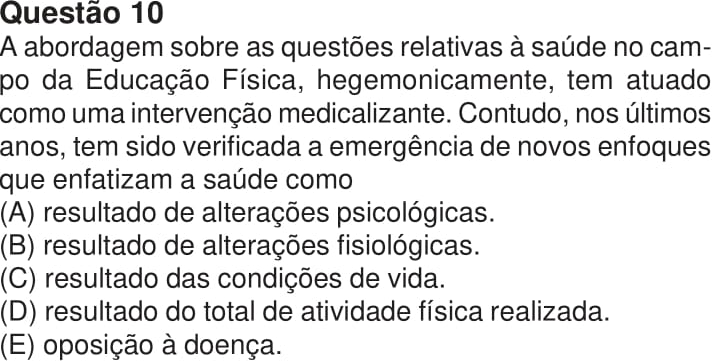 Questão 10
A abordagem sobre as questões relativas à saúde no cam-
po da Educação Física, hegemonicamente, tem atuado
como uma intervenção medicalizante. Contudo, nos últimos
anos, tem sido verificada a emergência de novos enfoques
que enfatizam a saúde como
(A) resultado de alterações psicológicas.
(B) resultado de alterações fisiológicas.
(C) resultado das condições de vida.
(D) resultado do total de atividade física realizada.
(E) oposição à doença.